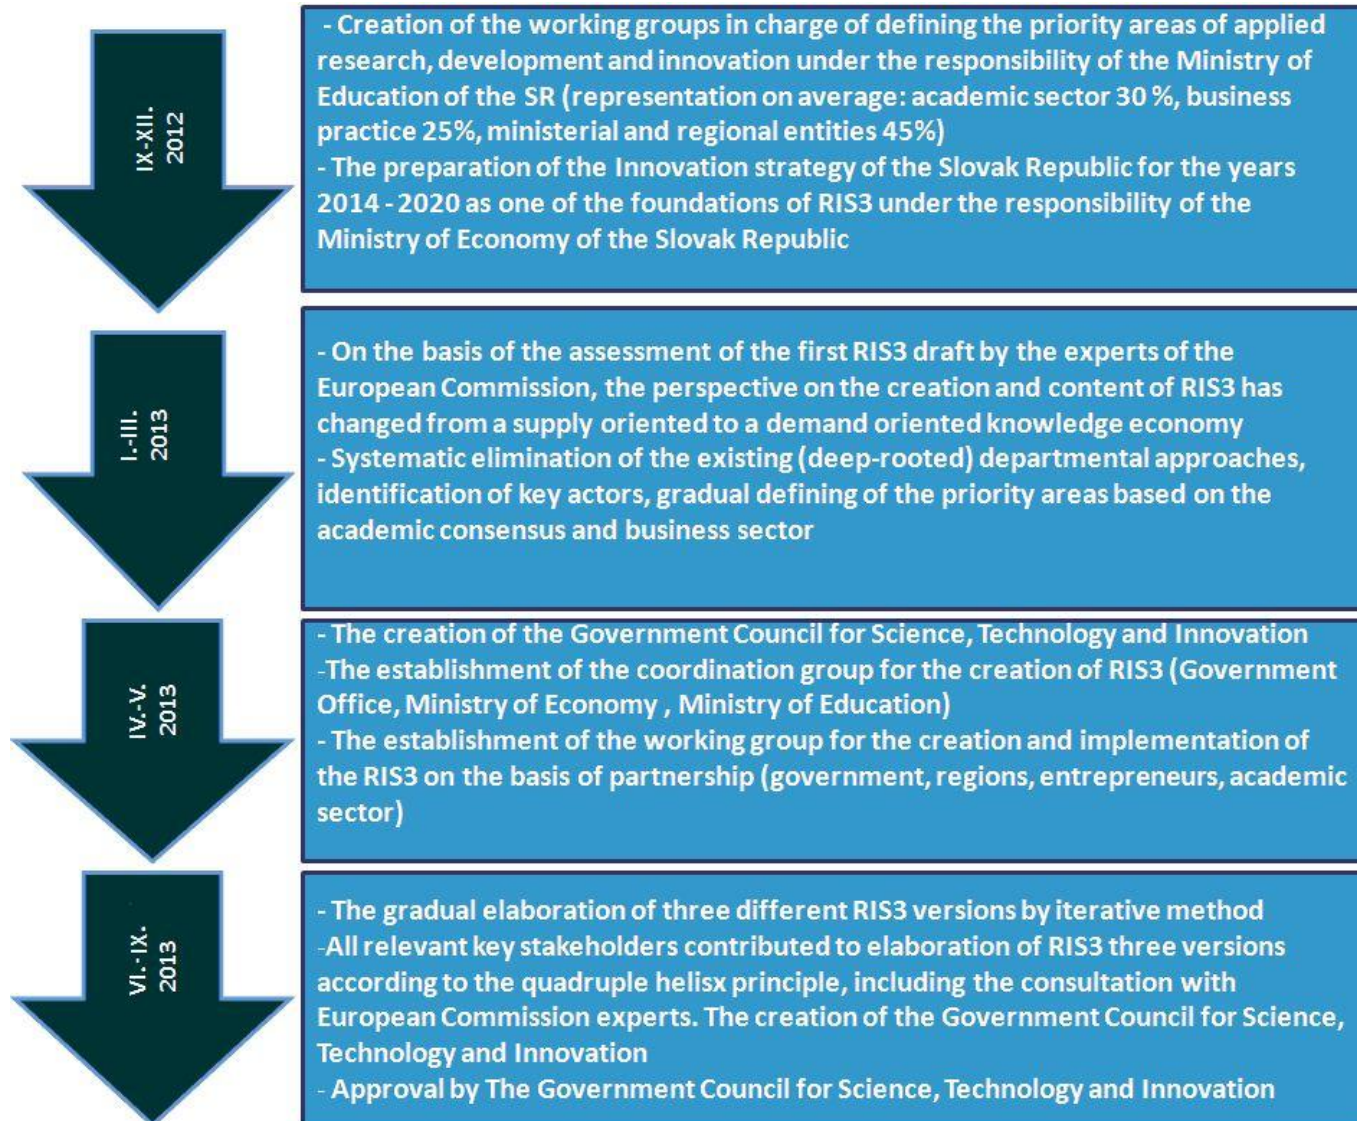 IX-XII.
2012
- Creation of the working groups in charge of defining the priority areas of applied
research, development and innovation under the responsibility of the Ministry of
Education of the SR (representation on average: academic sector 30 %, business
practice 25%, ministerial and regional entities 45%)
- The preparation of the Innovation strategy of the Slovak Republic for the years
2014 - 2020 as one of the foundations of RIS3 under the responsibility of the
Ministry of Economy of the Slovak Republic
I.-III.
2013
- On the basis of the assessment of the first RIS3 draft by the experts of the
European Commission, the perspective on the creation and content of RIS3 has
changed from a supply oriented to a demand oriented knowledge economy
- Systematic elimination of the existing (deep-rooted) departmental approaches,
identification of key actors, gradual defining of the priority areas based on the
academic consensus and business sector
IV.-V.
2013
- The creation of the Government Council for Science, Technology and Innovation
-The establishment of the coordination group for the creation of RIS3 (Government
Office, Ministry of Economy , Ministry of Education)
- The establishment of the working group for the creation and implementation of
the RIS3 on the basis of partnership (government, regions, entrepreneurs, academic
sector)
VI.-IX.
2013
- The gradual elaboration of three different RIS3 versions by iterative method
-All relevant key stakeholders contributed to elaboration of RIS3 three versions
according to the quadruple helisx principle, including the consultation with
European Commission experts. The creation of the Government Council for Science,
Technology and Innovation
- Approval by The Government Council for Science, Technology and Innovation